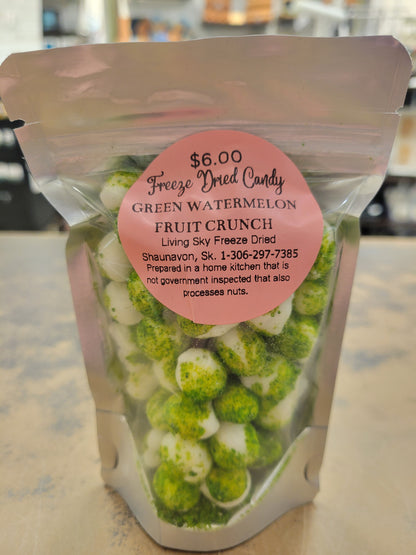 $6.00
Freeze Dried Candy
GREEN WATERMELON
FRUIT CRUNCH
Living Sky Freeze Dried
Shaunavon, Sk. 1-306-297-7385
Prepared in a home kitchen that is
not government inspected that also
processes nuts.